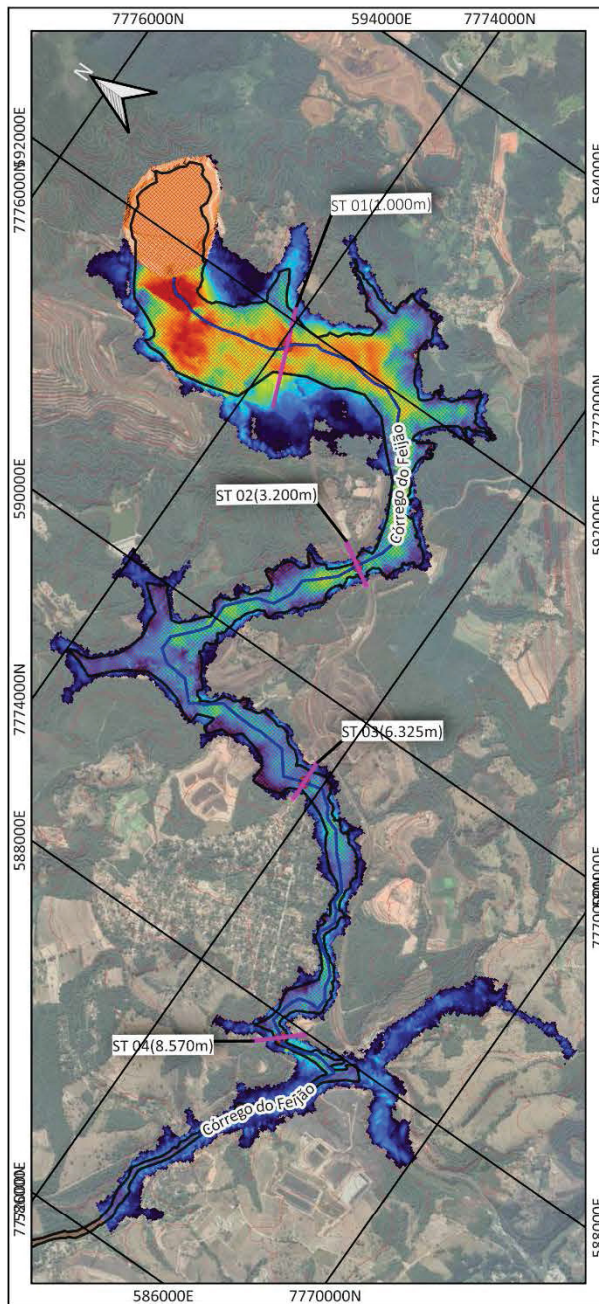 7776000N
594000E
7774000N
N
592000E
7776000N
594000E
ST 01(1.000m)
7772000N
Córrego do Feijão
590000E
ST 02(3.200m)
592000E
7774000N
ST 03(6.325m)
588000E
ST 04(8.570m)
Córrego do Feijão
588000E
586000E
7770000N